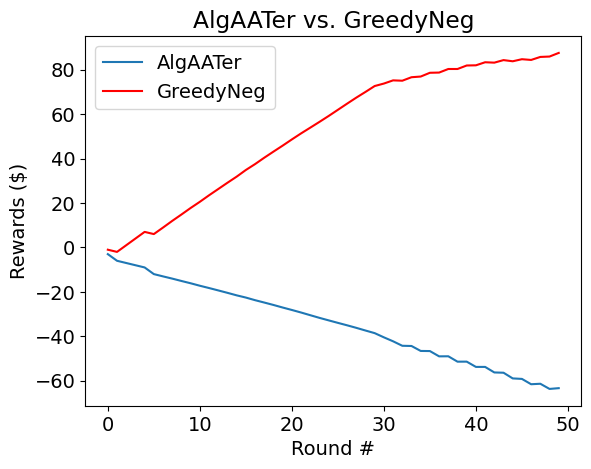 AlgAATer vs. GreedyNeg
AlgAATer
GreedyNeg
Rewards ($)
80
60
40
20
0
−20
−40
−60
0 10 20 30 40 50
Round #